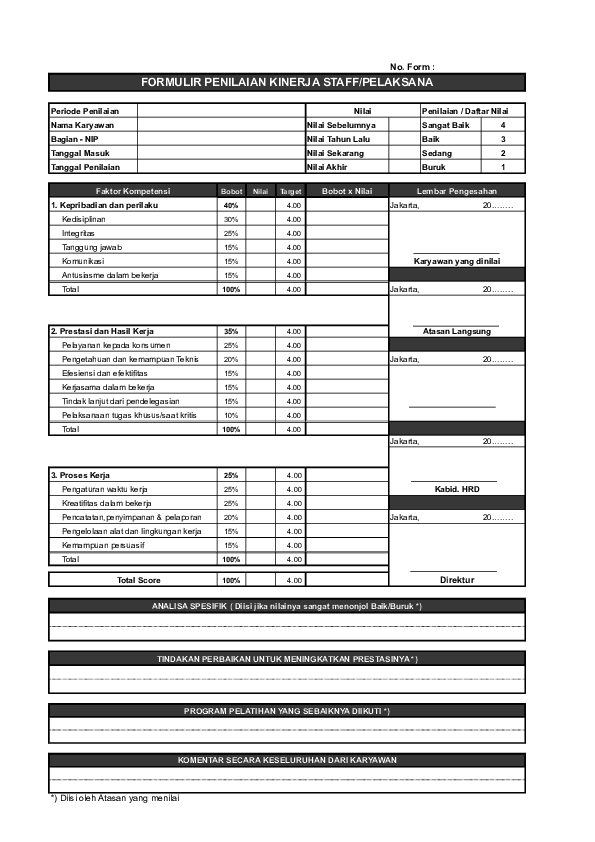 No. Form :
FORMULIR PENILAIAN KINERJA STAFF/PELAKSANA
Periode Penilaian Nilai Penilaian / Daftar Nilai
Nama Karyawan Nilai Sebelumnya Sangat Baik 4
Bagian - NIP Nilai Tahun Lalu Baik 3
Tanggal Masuk Nilai Sekarang Sedang 2
Tanggal Penilaian Nilai Akhir Buruk 1
Faktor Kompetensi Bobot Nilai Target Bobot x Nilai Lembar Pengesahan
1. Kepribadian dan perilaku 40% 4.00 Jakarta, 20........
Kedisiplinan 30% 4.00
Integritas 25% 4.00
Tanggung jawab 15% 4.00
Komunikasi 15% 4.00 Karyawan yang dinilai
Antusiasme dalam bekerja 15% 4.00
Total 100% 4.00 Jakarta, 20........
2. Prestasi dan Hasil Kerja 35% 4.00 Atasan Langsung
Pelayanan kepada konsumen 25% 4.00
Pengetahuan dan kemampuan Teknis 20% 4.00 Jakarta, 20........
Efesiensi dan efektifitas 15% 4.00
Kerjasama dalam bekerja 15% 4.00
Tindak lanjut dari pendelegasian 15% 4.00
Pelaksanaan tugas khusus/saat kritis 10% 4.00
Total 100% 4.00
Jakarta, 20........
3. Proses Kerja 25% 4.00
Pengaturan waktu kerja 25% 4.00 Kabid. HRD
Kreatifitas dalam bekerja 25% 4.00
Pencatatan,penyimpanan & pelaporan 20% 4.00 Jakarta, 20........
Pengelolaan alat dan lingkungan kerja 15% 4.00
Kemampuan persuasif 15% 4.00
Total 100% 4.00
Total Score 100% 4.00 Direktur
ANALISA SPESIFIK ( Diisi jika nilainya sangat menonjol Baik/Buruk *)
TINDAKAN PERBAIKAN UNTUK MENINGKATKAN PRESTASINYA*)
PROGRAM PELATIHAN YANG SEBAIKNYA DIIKUTI *)
KOMENTAR SECARA KESELURUHAN DARI KARYAWAN
*) Diisi oleh Atasan yang menilai